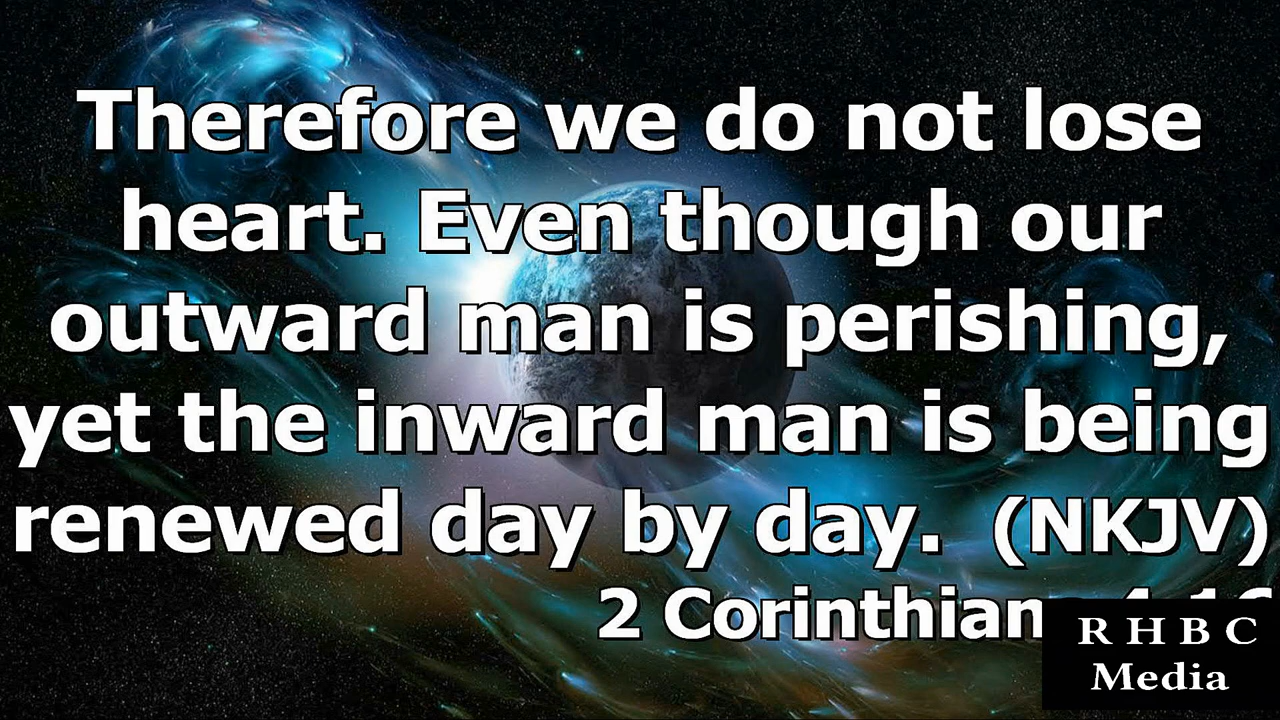 Therefore we do not lose
heart. Even though our
outward man is perishing,
yet the inward man is being
renewed day by day. (NKJV)
2 Corinthian
R H B C
Media